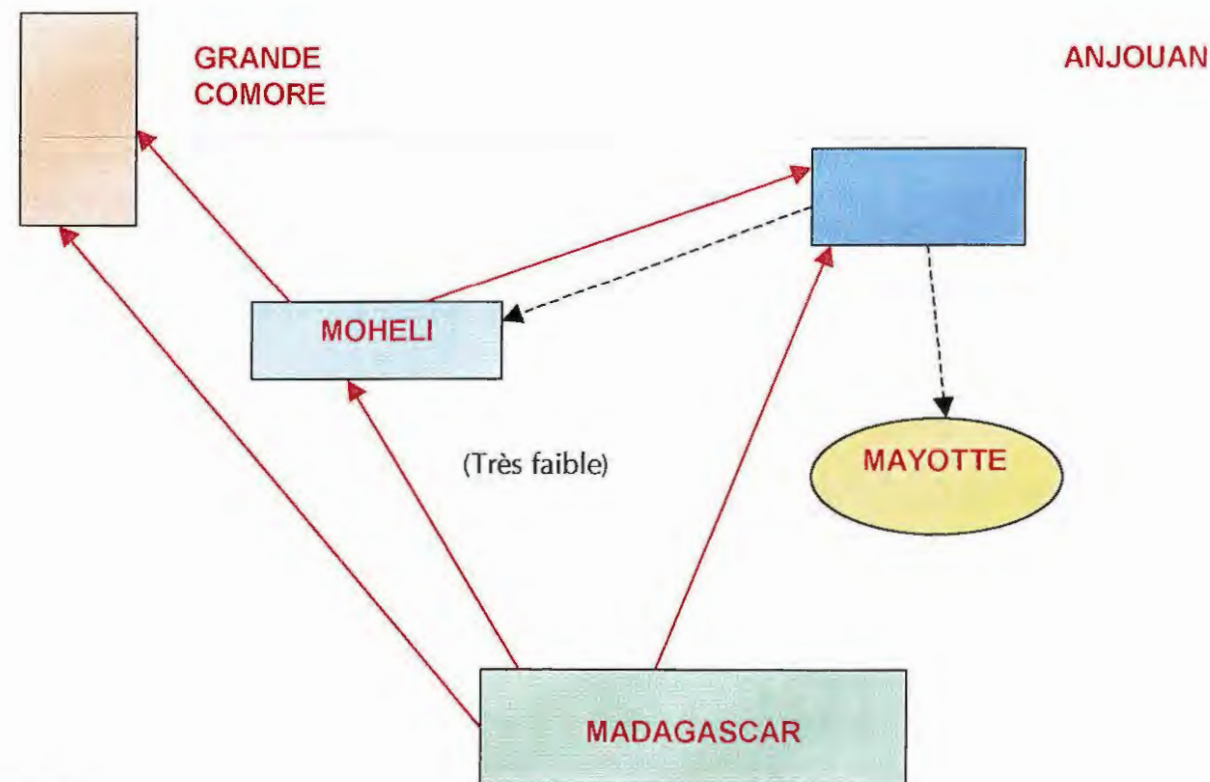 GRANDE
COMORE
ANJOUAN
MOHELI
(Très faible)
MAYOTTE
MADAGASCAR